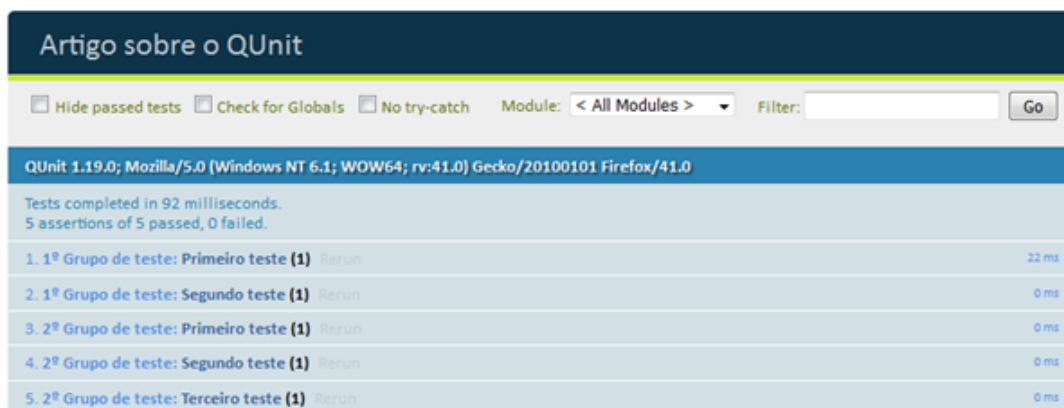 Artigo sobre o QUnit
Hide passed tests Check for Globals No try-catch Module: < All Modules > Filter: Go
QUnit 1.19.0; Mozilla/5.0 (Windows NT 6.1; WOW64; rv:41.0) Gecko/20100101 Firefox/41.0
Tests completed in 92 milliseconds.
5 assertions of 5 passed, 0 failed.
1. 1º Grupo de teste: Primeiro teste (1) Rerun 22 ms
2. 1º Grupo de teste: Segundo teste (1) Rerun 0 ms
3. 2º Grupo de teste: Primeiro teste (1) Rerun 0 ms
4. 2º Grupo de teste: Segundo teste (1) Rerun 0 ms
5. 2º Grupo de teste: Terceiro teste (1) Rerun 0 ms